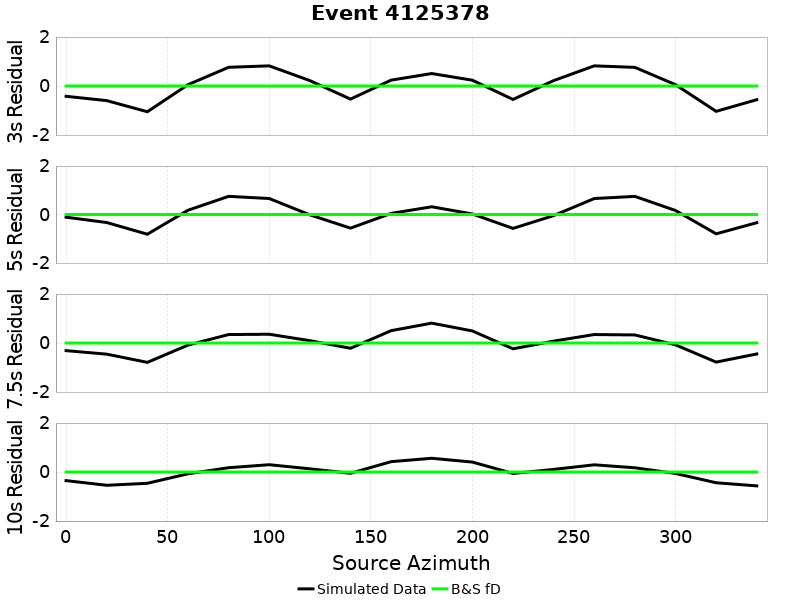 Event 4125378
3s Residual
2
0
-2
5s Residual
2
0
-2
7.5s Residual
2
0
-2
10s Residual
2
0
-2
0 50 100 150 200 250 300
Source Azimuth
Simulated Data B&S fD